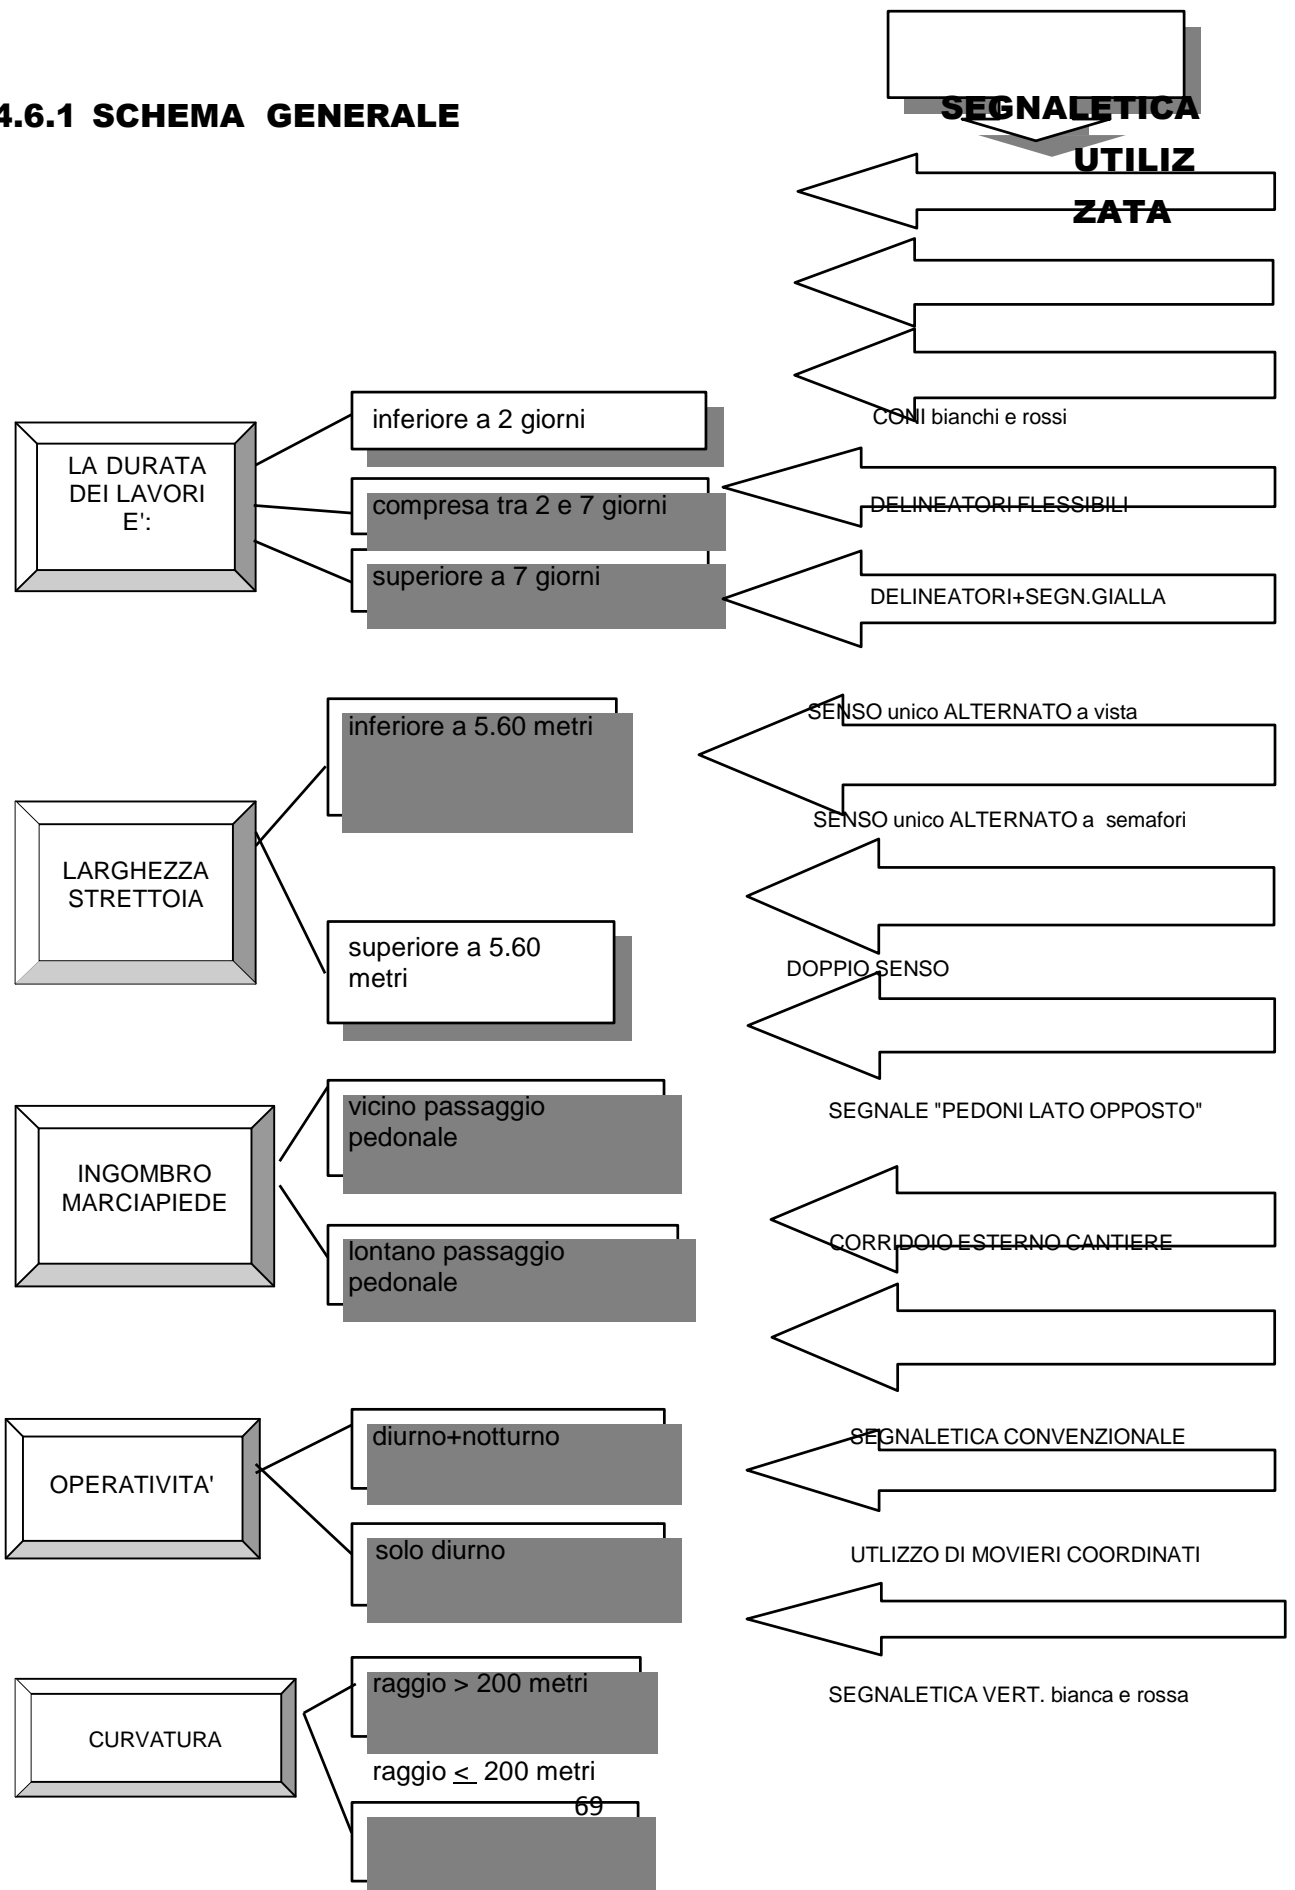 4.6.1 SCHEMA GENERALE
SEGNALETICA
UTILIZ
ZATA
LA DURATA
DEI LAVORI
E':
inferiore a 2 giorni
compresa tra 2 e 7 giorni
superiore a 7 giorni
CONI bianchi e rossi
DELINEATORI FLESSIBILI
DELINEATORI+SEGN.GIALLA
LARGHEZZA
STRETTOIA
inferiore a 5.60 metri
superiore a 5.60
metri
SENSO unico ALTERNATO a vista
SENSO unico ALTERNATO a semafori
DOPPIO SENSO
INGOMBRO
MARCIAPIEDE
vicino passaggio
pedonale
lontano passaggio
pedonale
SEGNALE "PEDONI LATO OPPOSTO"
CORRIDOIO ESTERNO CANTIERE
OPERATIVITA'
diurno+notturno
solo diurno
SEGNALETICA CONVENZIONALE
UTLIZZO DI MOVIERI COORDINATI
CURVATURA
raggio > 200 metri
raggio < 200 metri
SEGNALETICA VERT. bianca e rossa
69